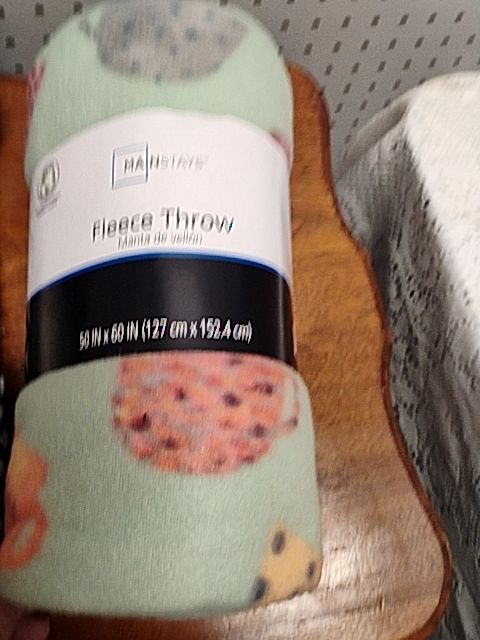 MAINSTAYS
Fleece Throw
Manta de vellón
50 IN x 60 IN (127 cm x 152.4 cm)